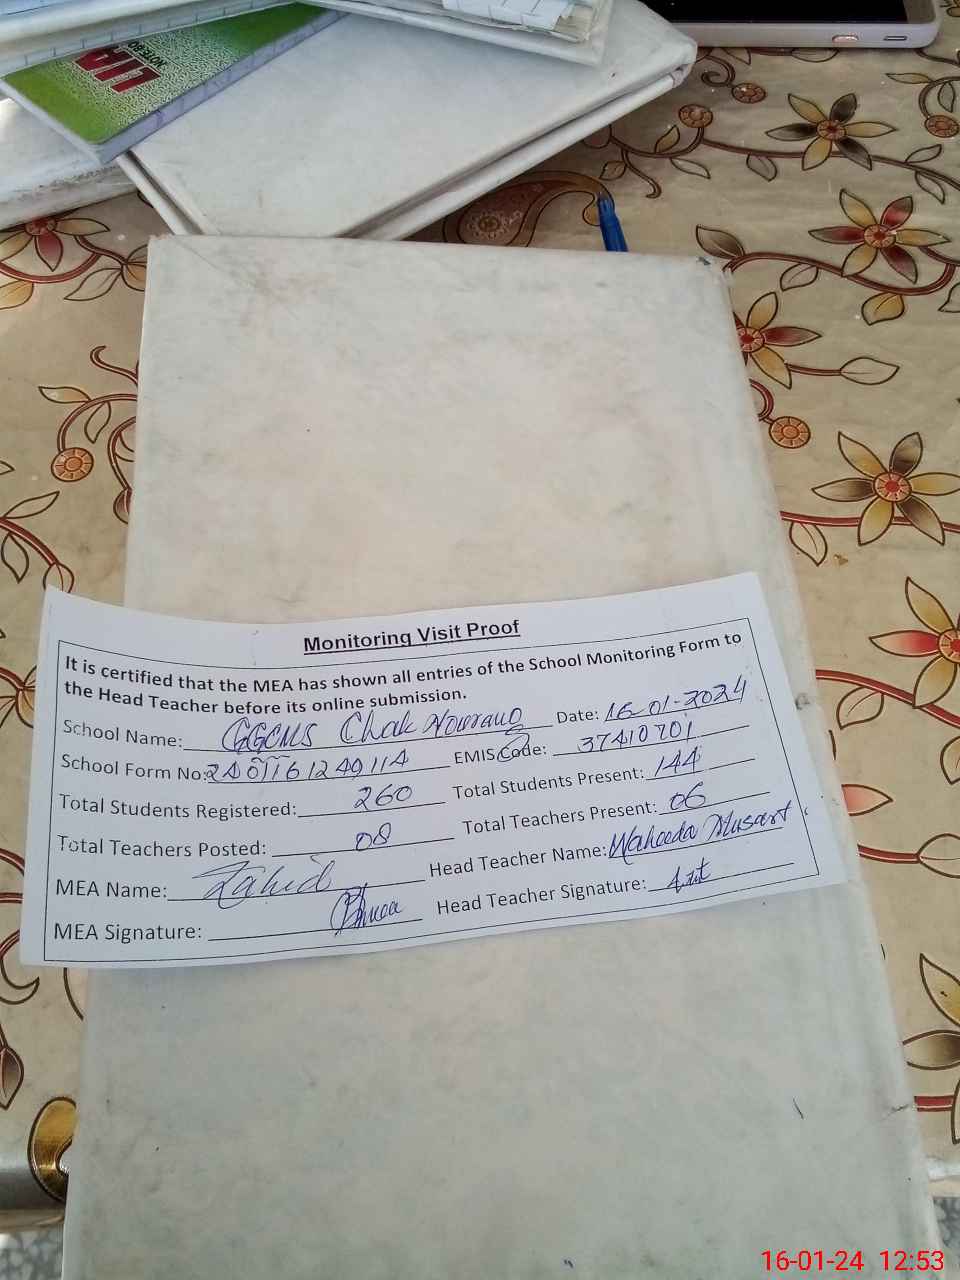 UP
Monitoring Visit Proof
It is certified that the MEA has shown all entries of the School Monitoring Form to
the Head Teacher before its online submission.
School Name: GGCMS Chak Nowrang Date: 16-01-2024
School Form No: EMIS Code: 37410701
Total Students Registered: 260 Total Students Present: 144
Total Teachers Posted: 08 Total Teachers Present: 06
MEA Name: Zahid Head Teacher Name: Waheeda Musart
MEA Signature: Head Teacher Signature:
16-01-24 12:53